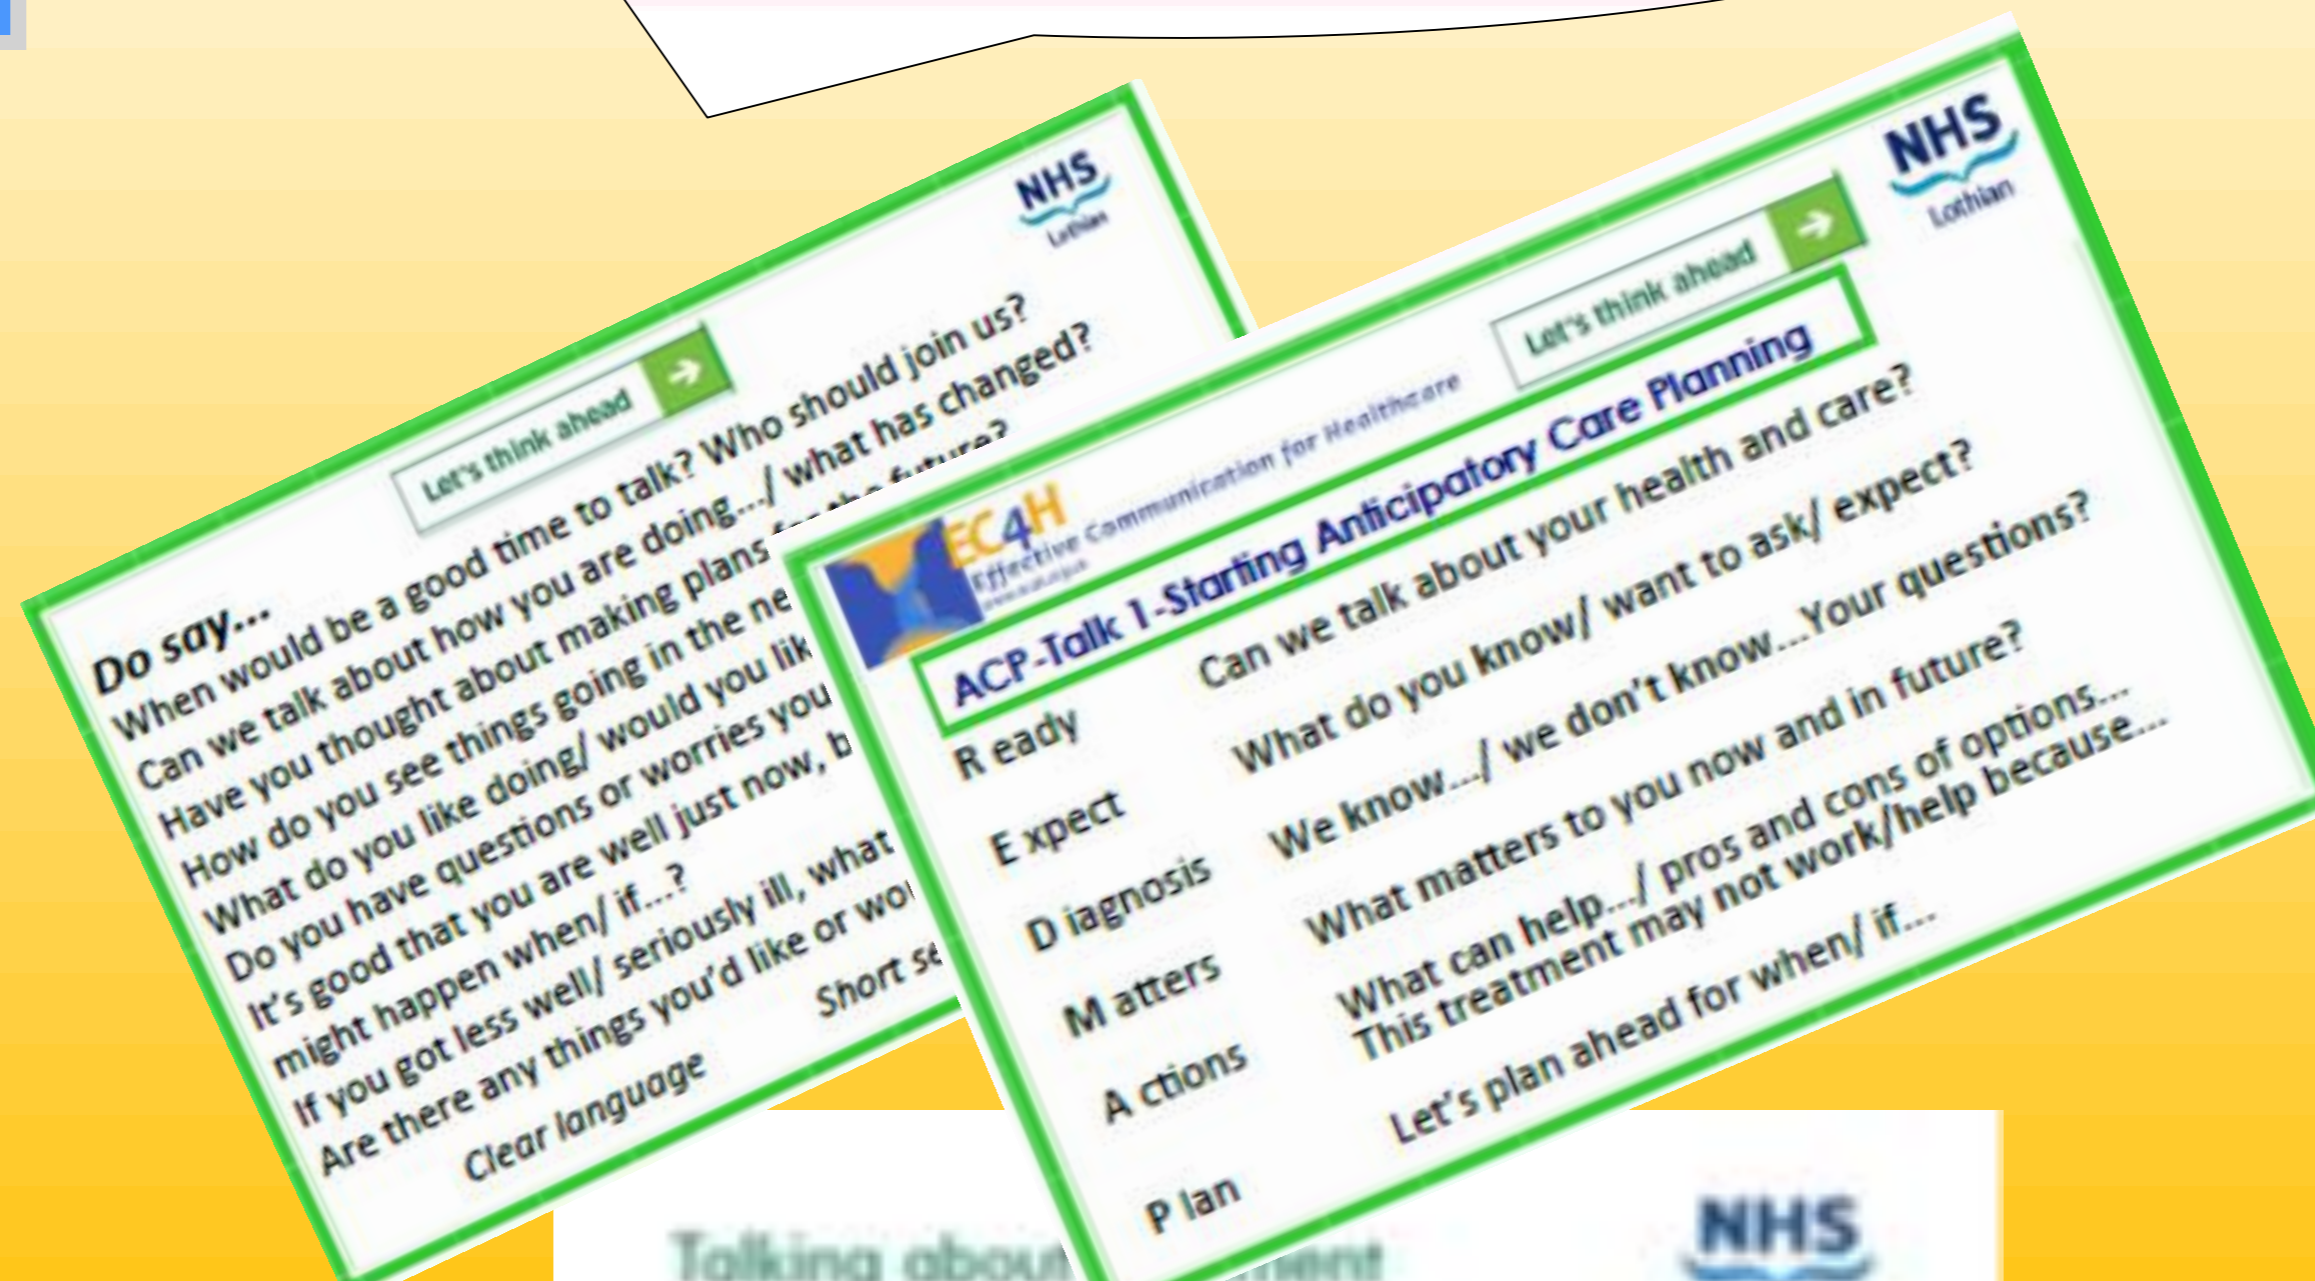 NHS
Lothian
Let's think ahead
Do say...
When would be a good time to talk? Who should join us?
Can we talk about how you are doing.../ what has changed?
Have you thought about making plans for the future?
How do you see things going in the
What do you like doing/ would you
Do you have questions or worries you
It's good that you are well just now,
might happen when/ if...?
If you got less well/ seriously ill, what
Are there any things you'd like or
Clear language Short
NHS
Lothian
Let's think ahead
EC4H
Effective Communication for Healthcare
ACP-Talk 1-Starting Anticipatory Care Planning
R eady Can we talk about your health and care?
E xpect What do you know/ want to ask/ expect?
D iagnosis We know.../ we don't know...Your questions?
M atters What matters to you now and in future?
A ctions What can help.../ pros and cons of options...
This treatment may not work/help because...
P lan Let's plan ahead for when/ if...
Talking about
NHS